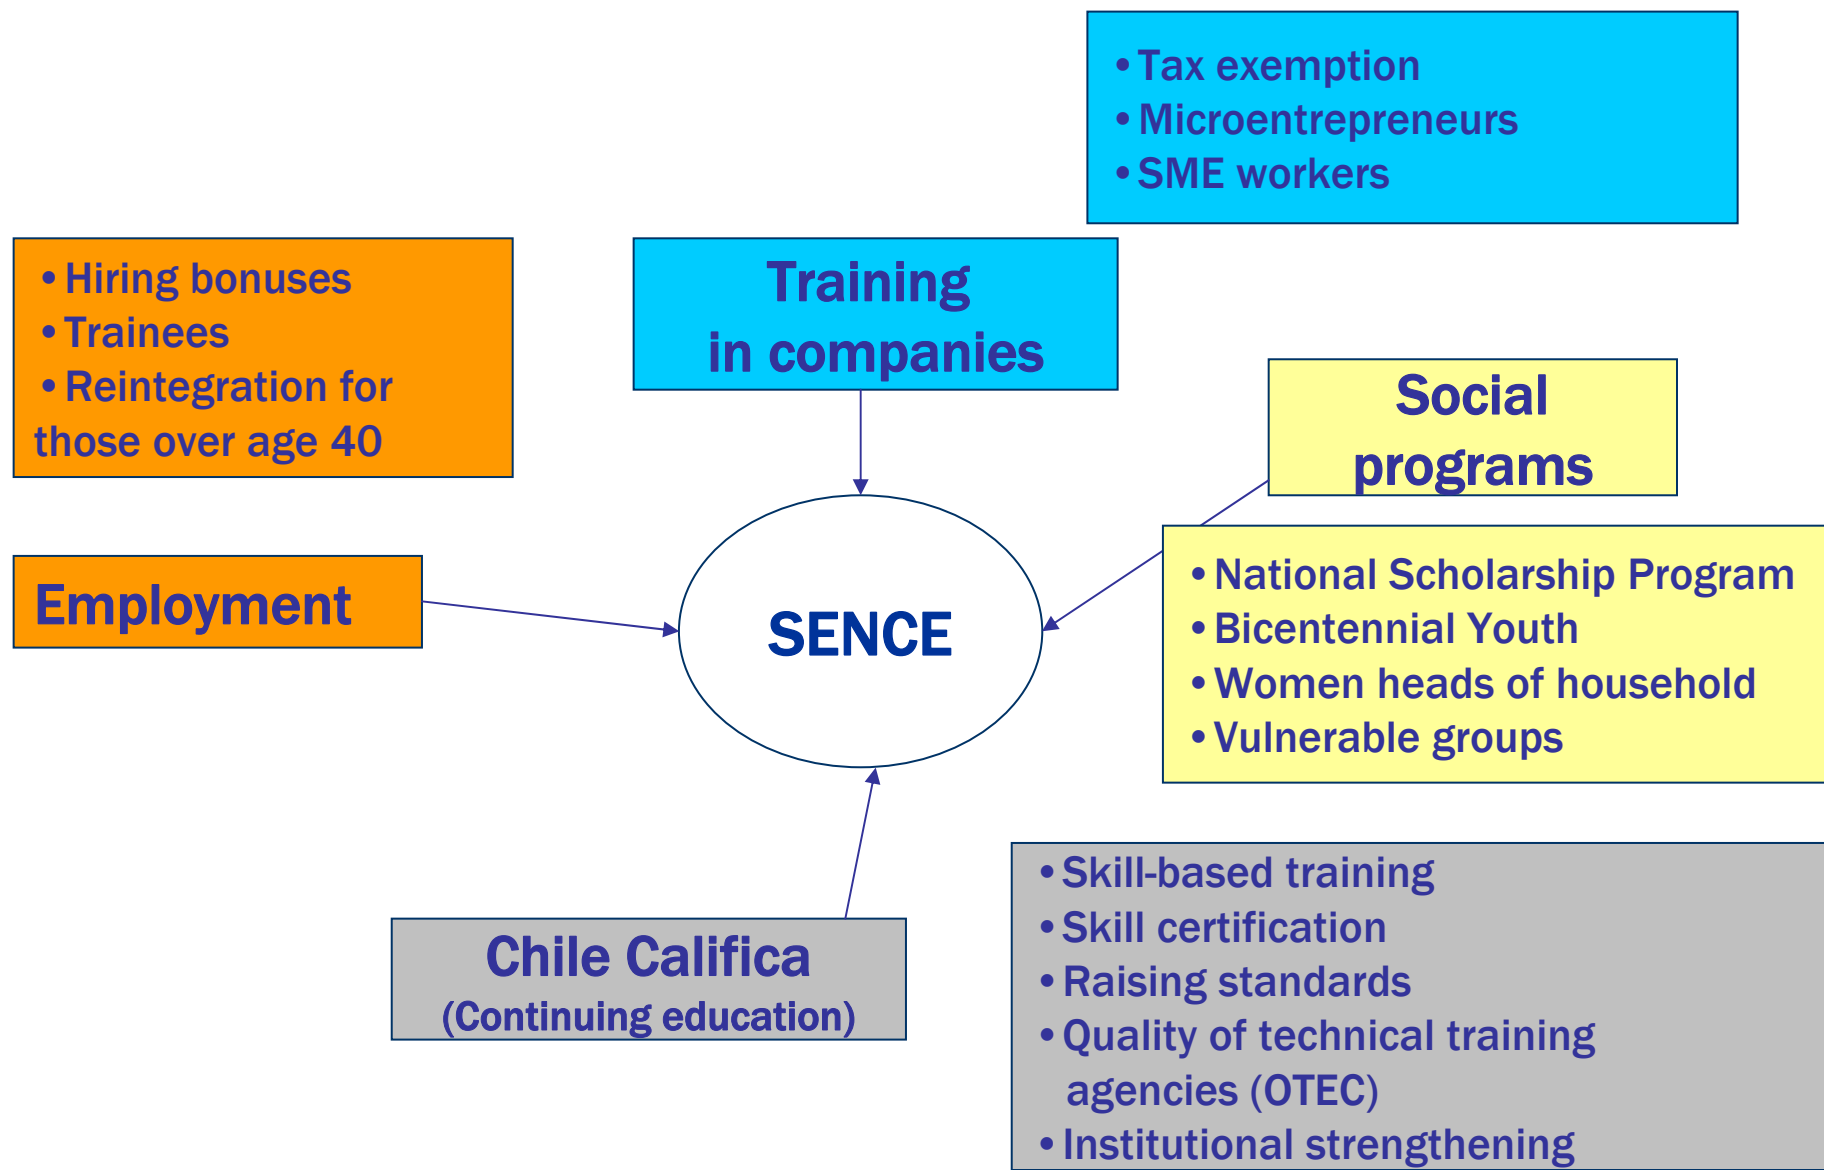 •Tax exemption
•Microentrepreneurs
•SME workers
•Hiring bonuses
•Trainees
•Reintegration for
those over age 40
Training
in companies
Social
programs
Employment
SENCE
•National Scholarship Program
•Bicentennial Youth
•Women heads of household
•Vulnerable groups
Chile Califica
(Continuing education)
•Skill-based training
•Skill certification
•Raising standards
•Quality of technical training
agencies (OTEC)
•Institutional strengthening